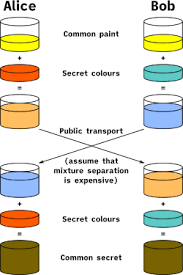 Alice Bob
Common paint
+ +
Secret colours
= =
Public transport
(assume that
mixture separation
is expensive)
+ +
Secret colours
= =
Common secret